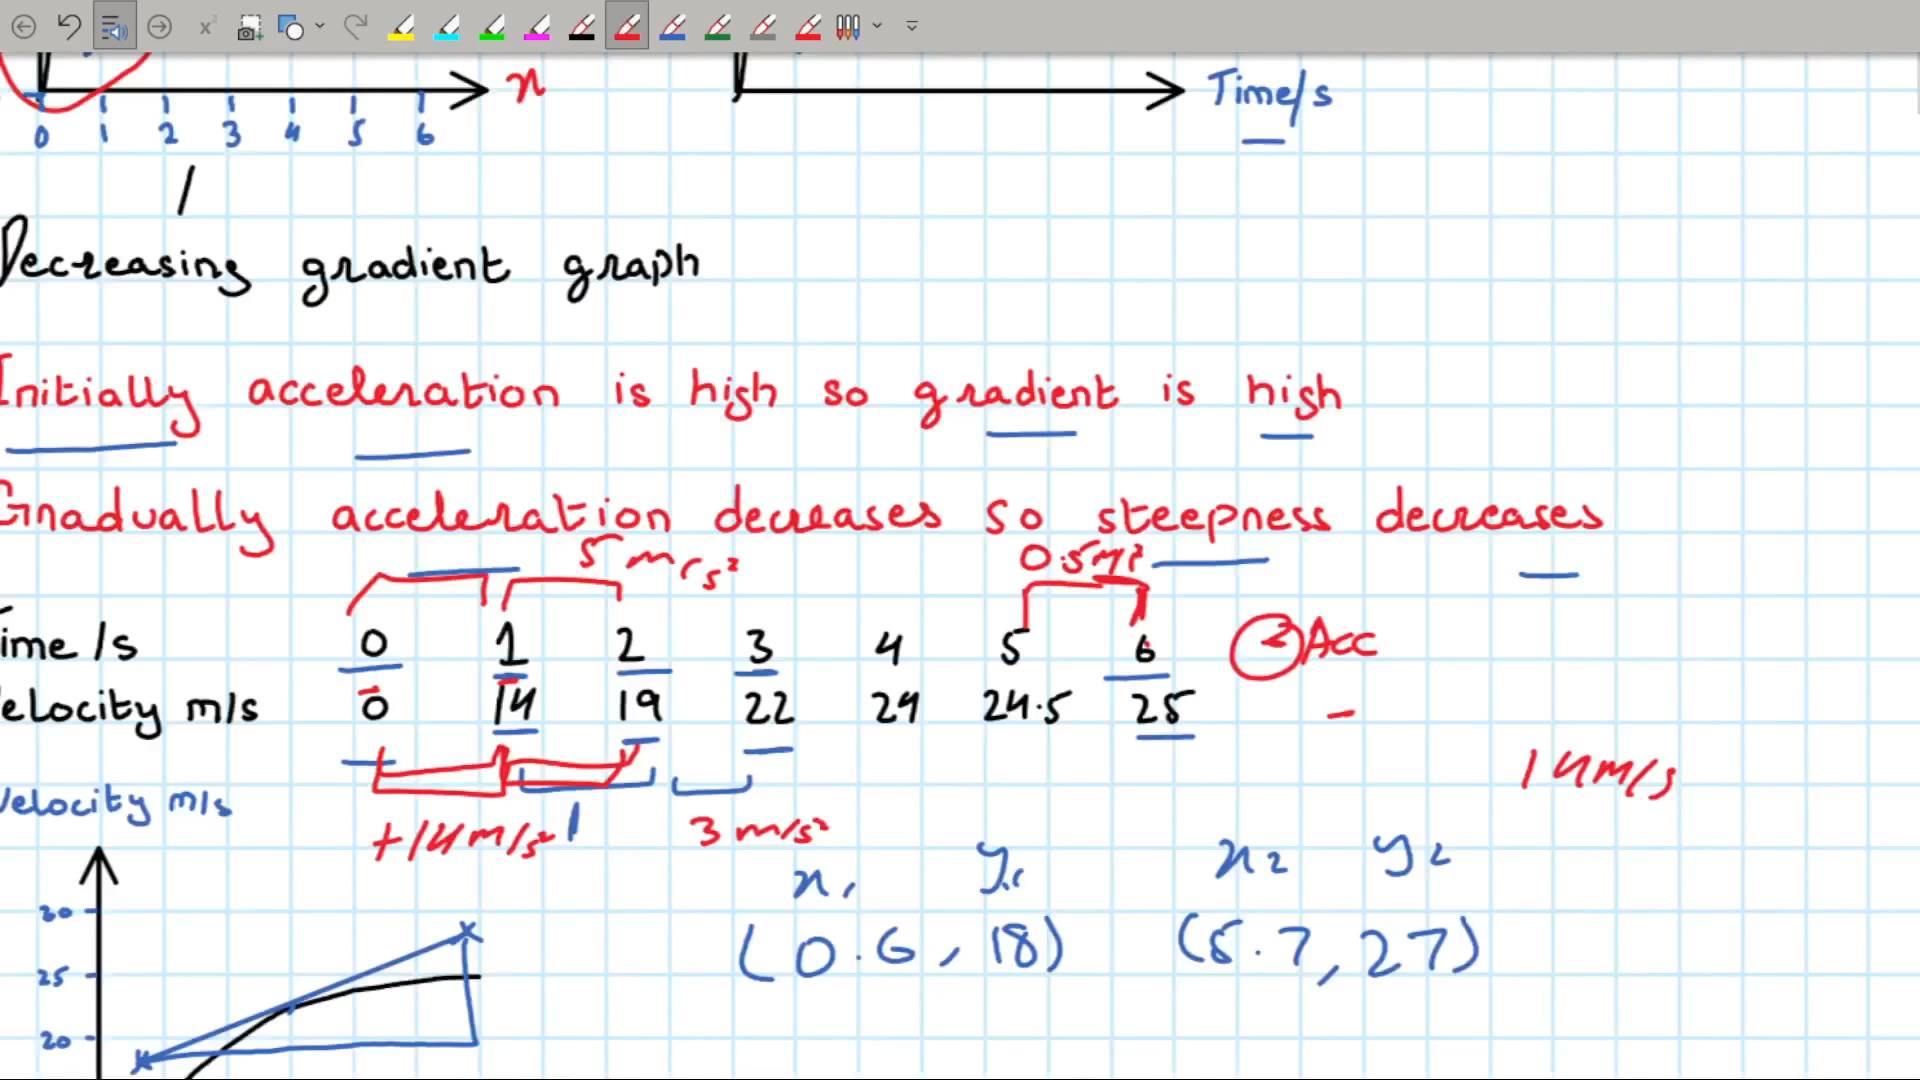 x
0 1 2 3 4 5 6
Time/s
Decreasing gradient graph
Initially acceleration is high so gradient is high
Gradually acceleration decreases so steepness decreases
5 m/s² 0.5m/s²
Time /s 0 1 2 3 4 5 6 2 Acc
Velocity m/s 0 14 19 22 24 24.5 25
14m/s
Velocity m/s
+14m/s² 3 m/s²
x₁ y₁ x₂ y₂
(0.6, 18) (5.7, 27)
30
25
20